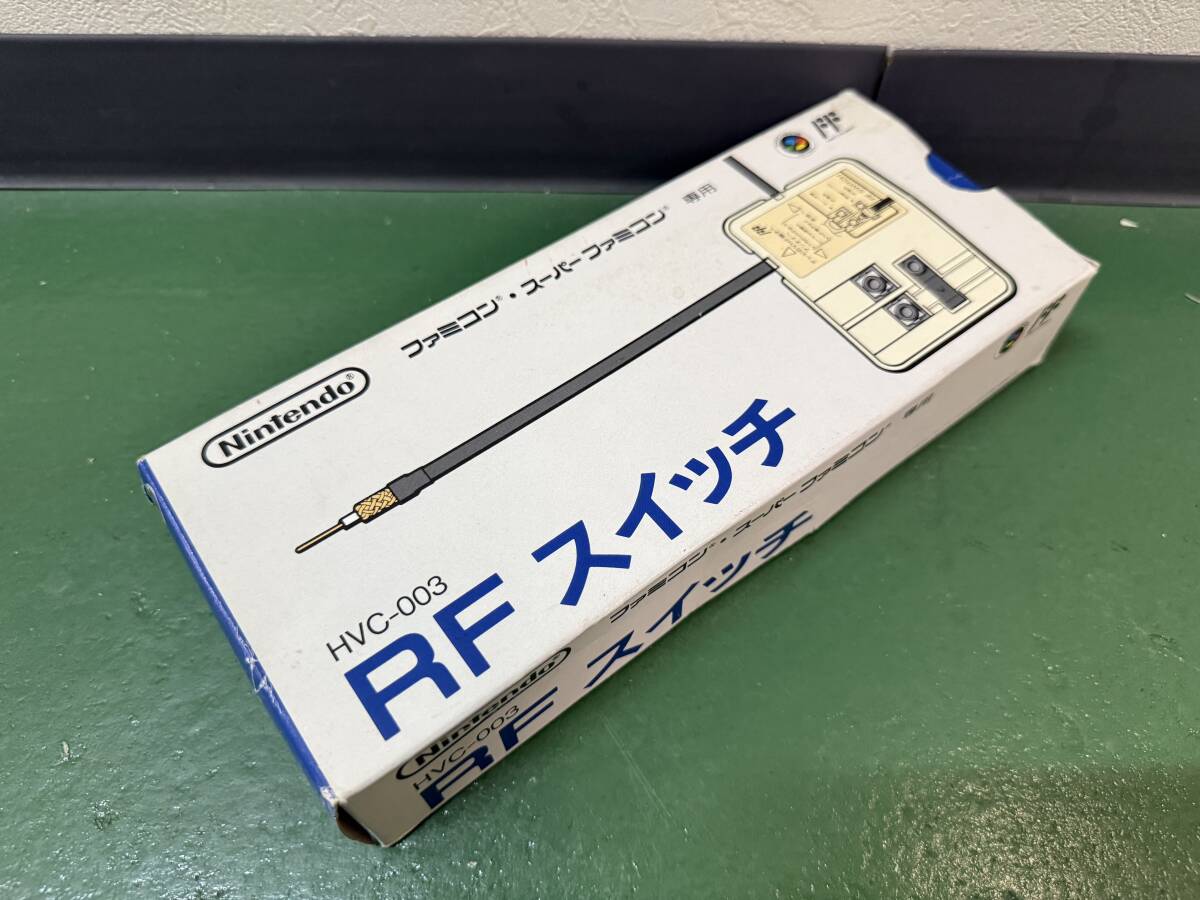 Nintendo®
ファミコン®・スーパーファミコン® 専用
HVC-003
RF スイッチ
Nintendo®
ファミコン®・スーパーファミコン® 専用
HVC-003
RF スイッチ